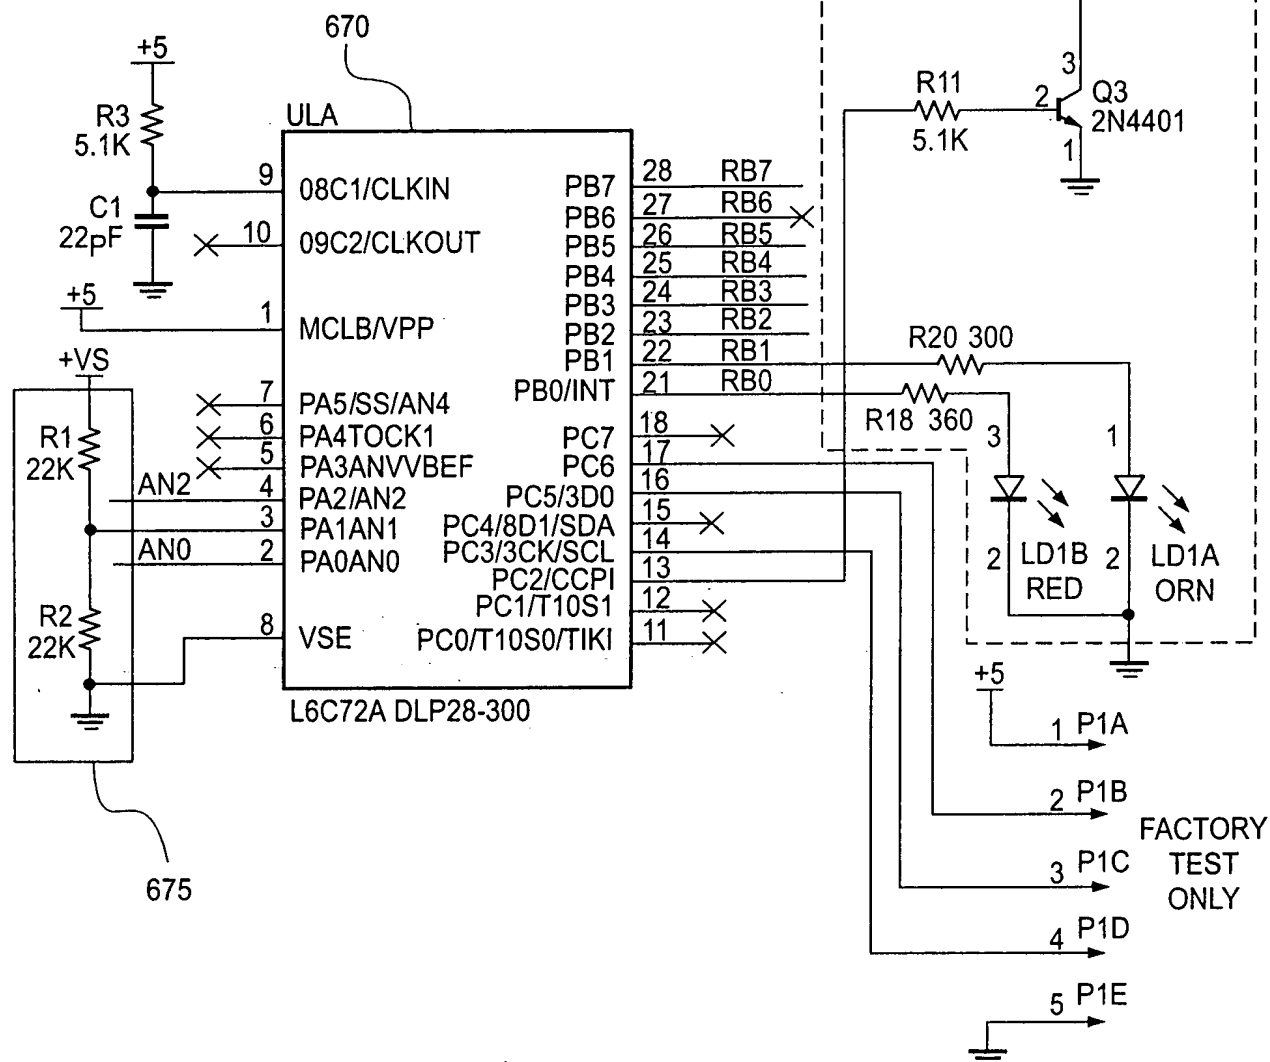 670
+5
R3
5.1K
C1
22pF
ULA
9 08C1/CLKIN
10 09C2/CLKOUT
+5
1 MCLB/VPP
+VS
7 PA5/SS/AN4
6 PA4TOCK1
5 PA3ANVVBEF
AN2 4 PA2/AN2
3 PA1AN1
AN0 2 PA0AN0
8 VSE
R1
22K
R2
22K
675
PB7 28 RB7
PB6 27 RB6
PB5 26 RB5
PB4 25 RB4
PB3 24 RB3
PB2 23 RB2
PB1 22 RB1
PB0/INT 21 RB0
PC7 18
PC6 17
PC5/3D0 16
PC4/8D1/SDA 15
PC3/3CK/SCL 14
PC2/CCPI 13
PC1/T10S1 12
PC0/T10S0/TIKI 11
L6C72A DLP28-300
R11
5.1K
3
2
1
Q3
2N4401
R20 300
R18 360
3
1
2
LD1B
RED
2
LD1A
ORN
+5
1 P1A
2 P1B
3 P1C
4 P1D
5 P1E
FACTORY
TEST
ONLY